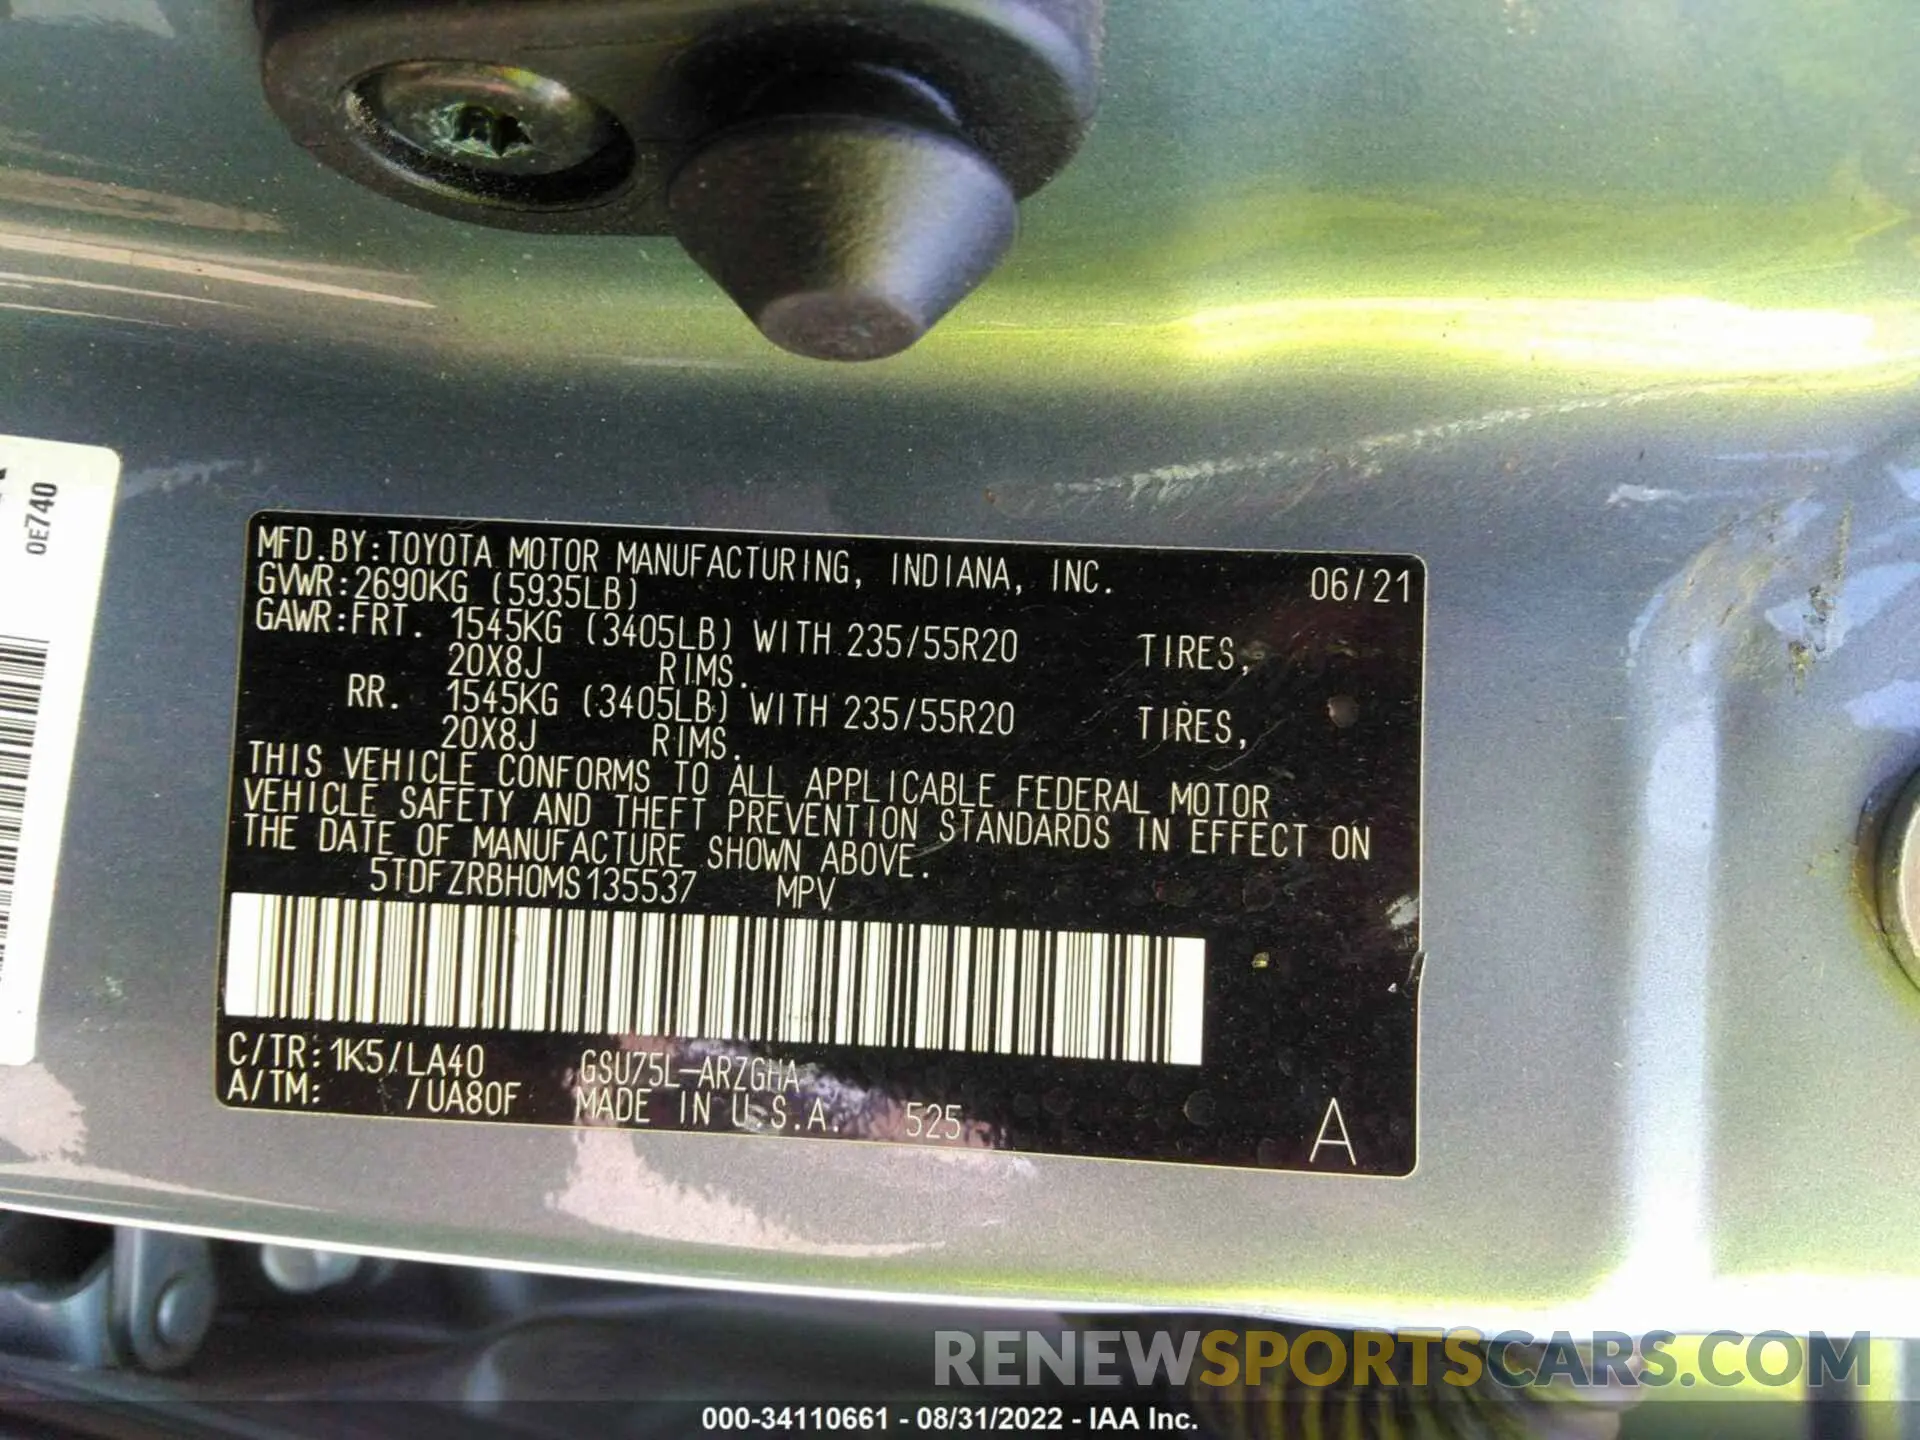 0E740
MFD.BY:TOYOTA MOTOR MANUFACTURING, INDIANA, INC. 06/21
GVWR:2690KG (5935LB)
GAWR:FRT. 1545KG (3405LB) WITH 235/55R20 TIRES,
20X8J RIMS.
RR. 1545KG (3405LB) WITH 235/55R20 TIRES,
20X8J RIMS.
THIS VEHICLE CONFORMS TO ALL APPLICABLE FEDERAL MOTOR
VEHICLE SAFETY AND THEFT PREVENTION STANDARDS IN EFFECT ON
THE DATE OF MANUFACTURE SHOWN ABOVE.
5TDFZRBH0MS135537 MPV
C/TR:1K5/LA40 GSU75L-ARZGHA
A/TM: /UA80F MADE IN U.S.A. 525
A
RENEWSPORTSCARS.COM
000-34110661 - 08/31/2022 - IAA Inc.